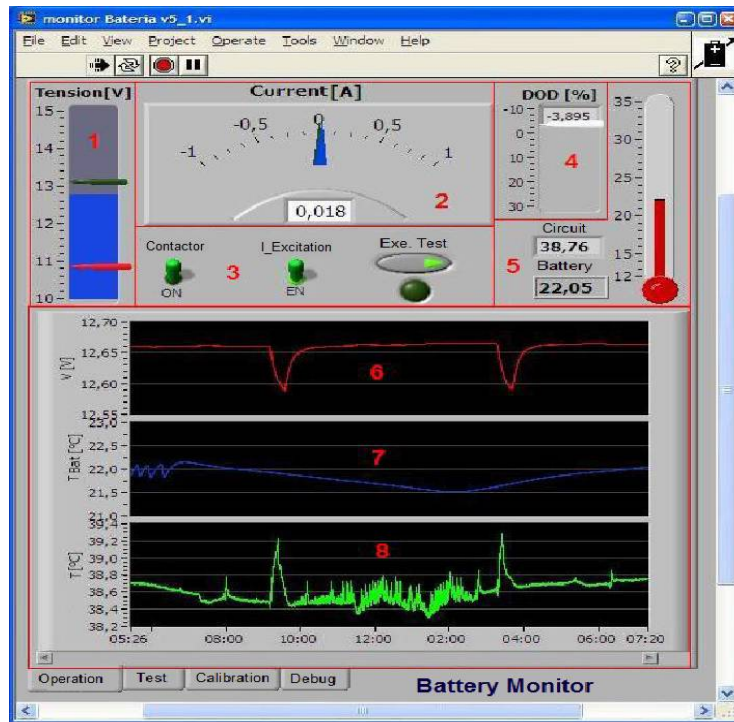 monitor Bateria v5_1.vi
File Edit View Project Operate Tools Window Help
?
Tension[V]
15
14
13
12
11
10
1
Current[A]
-1
-0,5
0
0,5
1
0,018
2
DOD [%]
-10
0
10
20
30
-3,895
4
35
30
25
20
15
12
Contactor
ON
3
I_Excitation
EN
Exe. Test
5
Circuit
38,76
Battery
22,05
12,70
12,65
12,60
12,55
V [V]
6
23,0
22,5
22,0
21,5
21,0
T Bat [ºC]
7
39,4
39,2
39,0
38,8
38,6
38,4
38,2
T [ºC]
8
05:26 08:00 10:00 12:00 02:00 04:00 06:00 07:20
Operation Test Calibration Debug
Battery Monitor